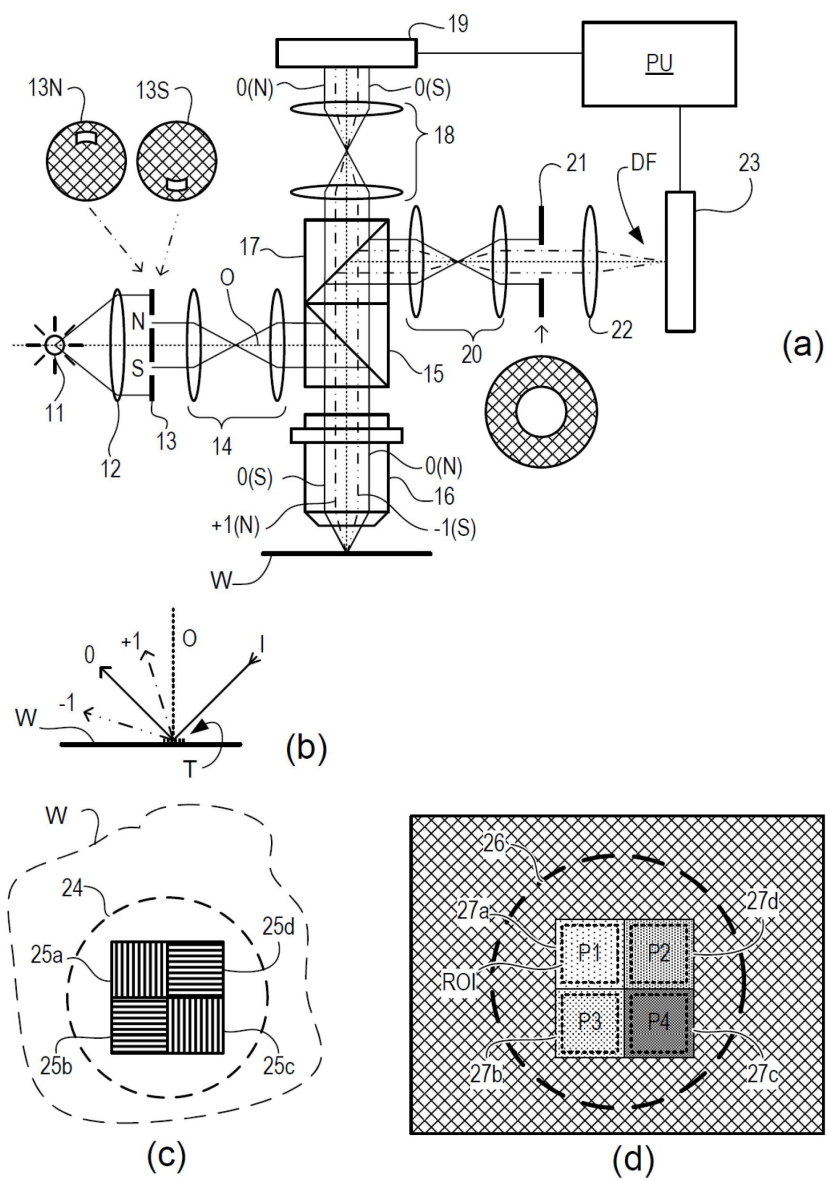 19
PU
0(N)
0(S)
13N
13S
18
21
DF
23
17
O
N
S
11
12
13
14
15
20
22
(a)
0(S)
0(N)
16
+1(N)
-1(S)
W
0
+1
O
I
-1
W
T
(b)
W
24
25a
25d
25b
25c
(c)
26
27a
27d
P1
P2
ROI
P3
P4
27b
27c
(d)